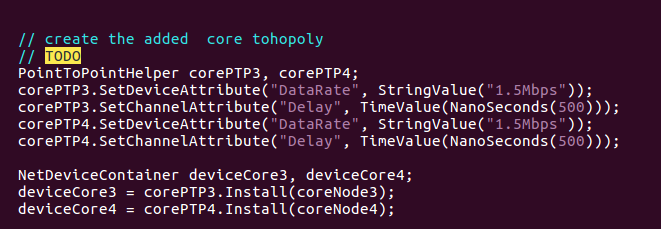 // create the added  core tohopoly
// TODO
PointToPointHelper corePTP3, corePTP4;
corePTP3.SetDeviceAttribute("DataRate", StringValue("1.5Mbps"));
corePTP3.SetChannelAttribute("Delay", TimeValue(NanoSeconds(500)));
corePTP4.SetDeviceAttribute("DataRate", StringValue("1.5Mbps"));
corePTP4.SetChannelAttribute("Delay", TimeValue(NanoSeconds(500)));
NetDeviceContainer deviceCore3, deviceCore4;
deviceCore3 = corePTP3.Install(coreNode3);
deviceCore4 = corePTP4.Install(coreNode4);